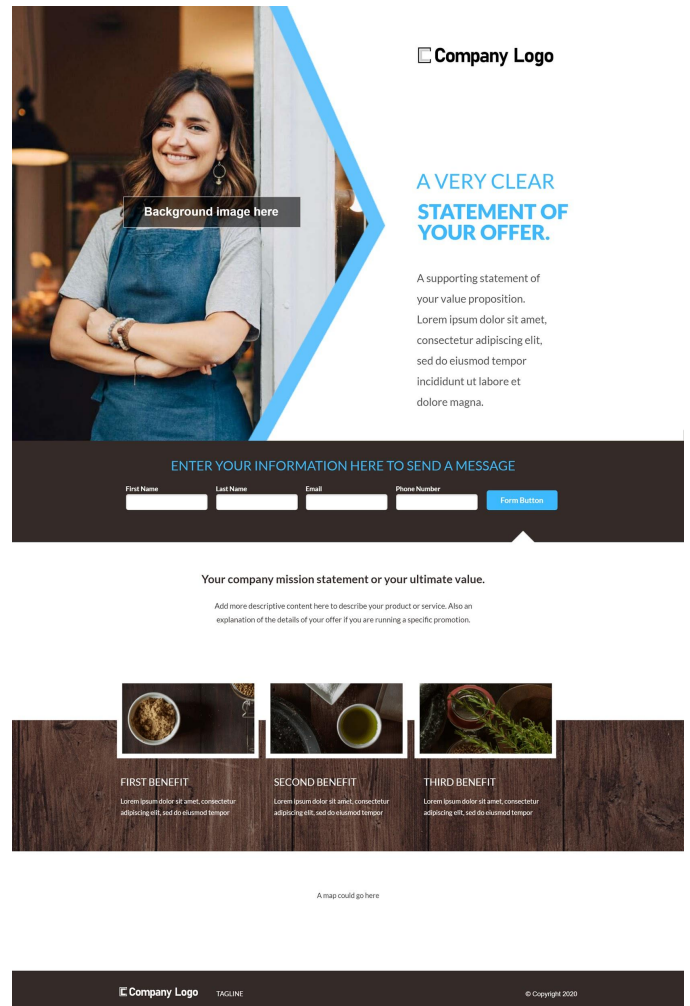 Company Logo
Background image here
A VERY CLEAR
STATEMENT OF
YOUR OFFER.
A supporting statement of
your value proposition.
Lorem ipsum dolor sit amet,
consectetur adipiscing elit,
sed do eiusmod tempor
incididunt ut labore et
dolore magna.
ENTER YOUR INFORMATION HERE TO SEND A MESSAGE
First Name Last Name Email Phone Number
Form Button
Your company mission statement or your ultimate value.
Add more descriptive content here to describe your product or service. Also an
explanation of the details of your offer if you are running a specific promotion.
FIRST BENEFIT
Lorem ipsum dolor sit amet, consectetur
adipiscing elit, sed do eiusmod tempor
SECOND BENEFIT
Lorem ipsum dolor sit amet, consectetur
adipiscing elit, sed do eiusmod tempor
THIRD BENEFIT
Lorem ipsum dolor sit amet, consectetur
adipiscing elit, sed do eiusmod tempor
A map could go here
Company Logo TAGLINE © Copyright 2020